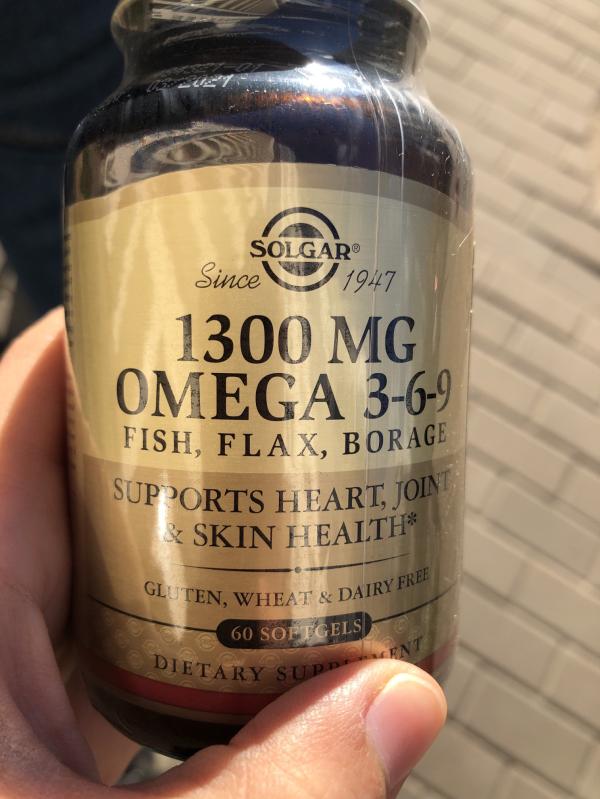 SOLGAR®
Since 1947
1300 MG
OMEGA 3-6-9
FISH, FLAX, BORAGE
SUPPORTS HEART, JOINT
& SKIN HEALTH*
GLUTEN, WHEAT & DAIRY FREE
60 SOFTGELS
DIETARY SUPPLEMENT